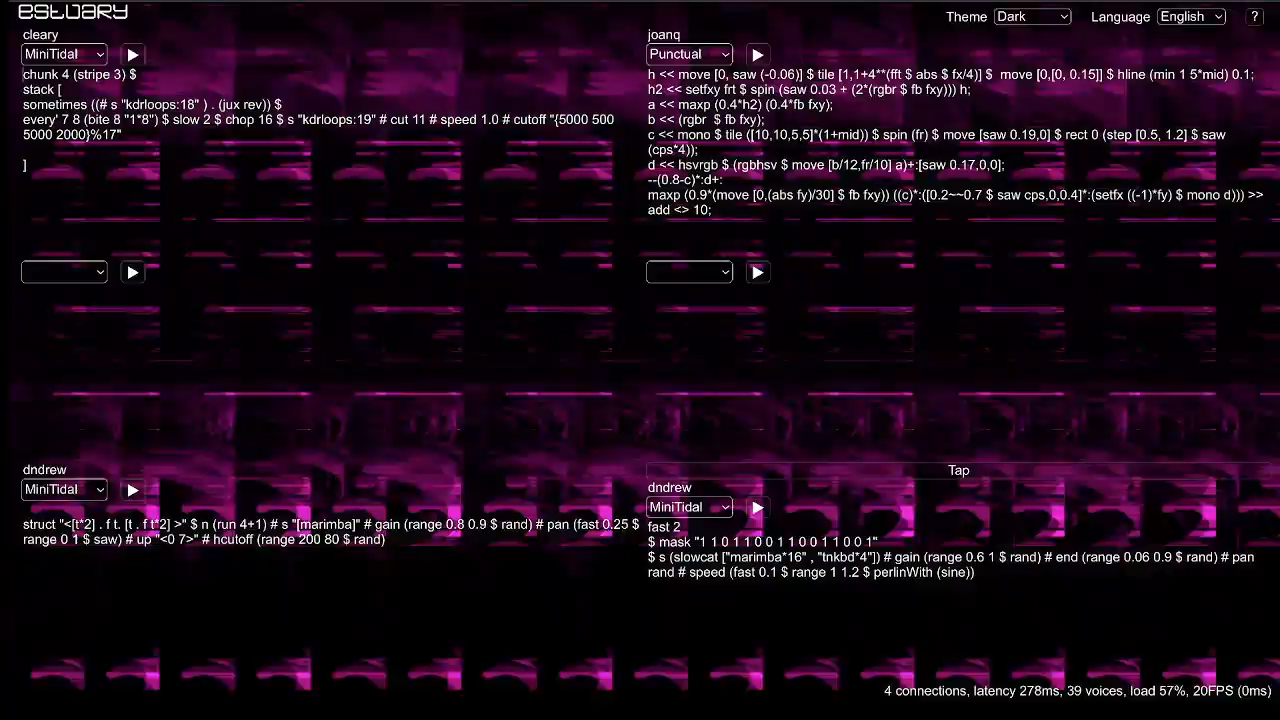 estuary
Theme Dark Language English ?
cleary
MiniTidal
chunk 4 (stripe 3) $
stack [
sometimes ((# s "kdrloops:18" ) . (jux rev)) $
every' 7 8 (bite 8 "1*8") $ slow 2 $ chop 16 $ s "kdrloops:19" # cut 11 # speed 1.0 # cutoff "{5000 500
5000 2000}%17"
]
joanq
Punctual
h << move [0, saw (-0.06)] $ tile [1,1+4**(fft $ abs $ fx/4)] $  move [0,[0, 0.15]] $ hline (min 1 5*mid) 0.1;
h2 << setfxy frt $ spin (saw 0.03 + (2*(rgbr $ fb fxy))) h;
a << maxp (0.4*h2) (0.4*fb fxy);
b << (rgbr  $ fb fxy);
c << mono $ tile ([10,10,5,5]*(1+mid)) $ spin (fr) $ move [saw 0.19,0] $ rect 0 (step [0.5, 1.2] $ saw
(cps*4));
d << hsvrgb $ (rgbhsv $ move [b/12,fr/10] a)+:[saw 0.17,0,0];
--(0.8-c)*:d+:
maxp (0.9*(move [0,(abs fy)/30] $ fb fxy)) ((c)*:([0.2~~0.7 $ saw cps,0,0.4]*:(setfx ((-1)*fy) $ mono d))) >>
add <> 10;
dndrew
MiniTidal
struct "<[t*2] . f t. [t . f t*2] >" $ n (run 4+1) # s "[marimba]" # gain (range 0.8 0.9 $ rand) # pan (fast 0.25 $
range 0 1 $ saw) # up "<0 7>" # hcutoff (range 200 80 $ rand)
Tap
dndrew
MiniTidal
fast 2
$ mask "1 1 0 1 1 0 0 1 1 0 0 1 1 0 0 1"
$ s (slowcat ["marimba*16" , "tnkbd*4"]) # gain (range 0.6 1 $ rand) # end (range 0.06 0.9 $ rand) # pan
rand # speed (fast 0.1 $ range 1 1.2 $ perlinWith (sine))
4 connections, latency 278ms, 39 voices, load 57%, 20FPS (0ms)